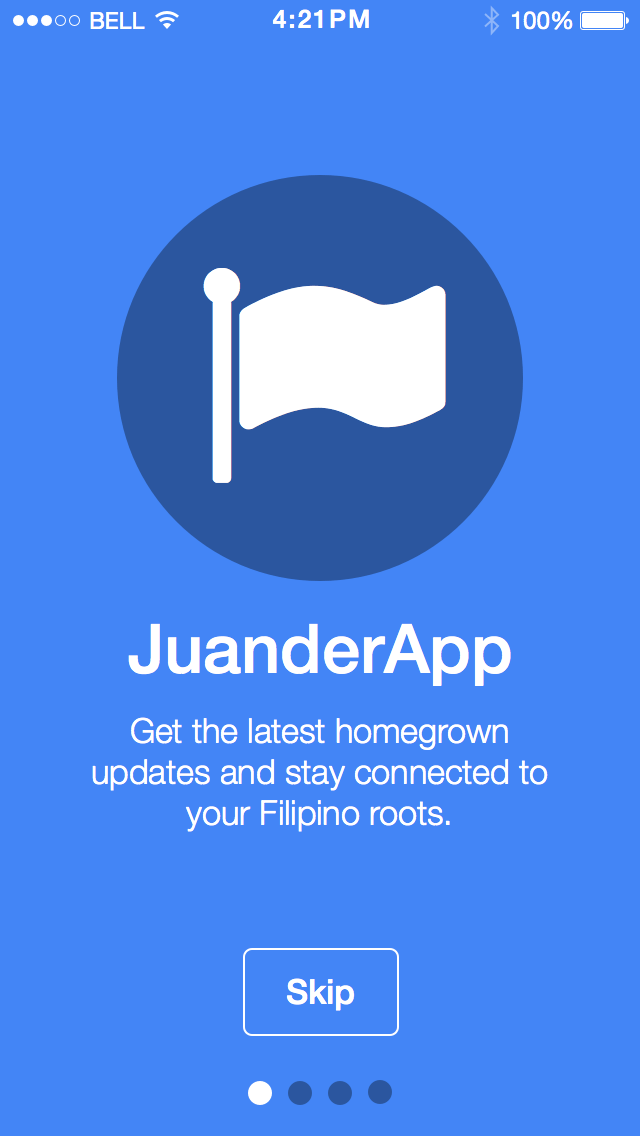 BELL 4:21PM 100%
JuanderApp
Get the latest homegrown
updates and stay connected to
your Filipino roots.
Skip